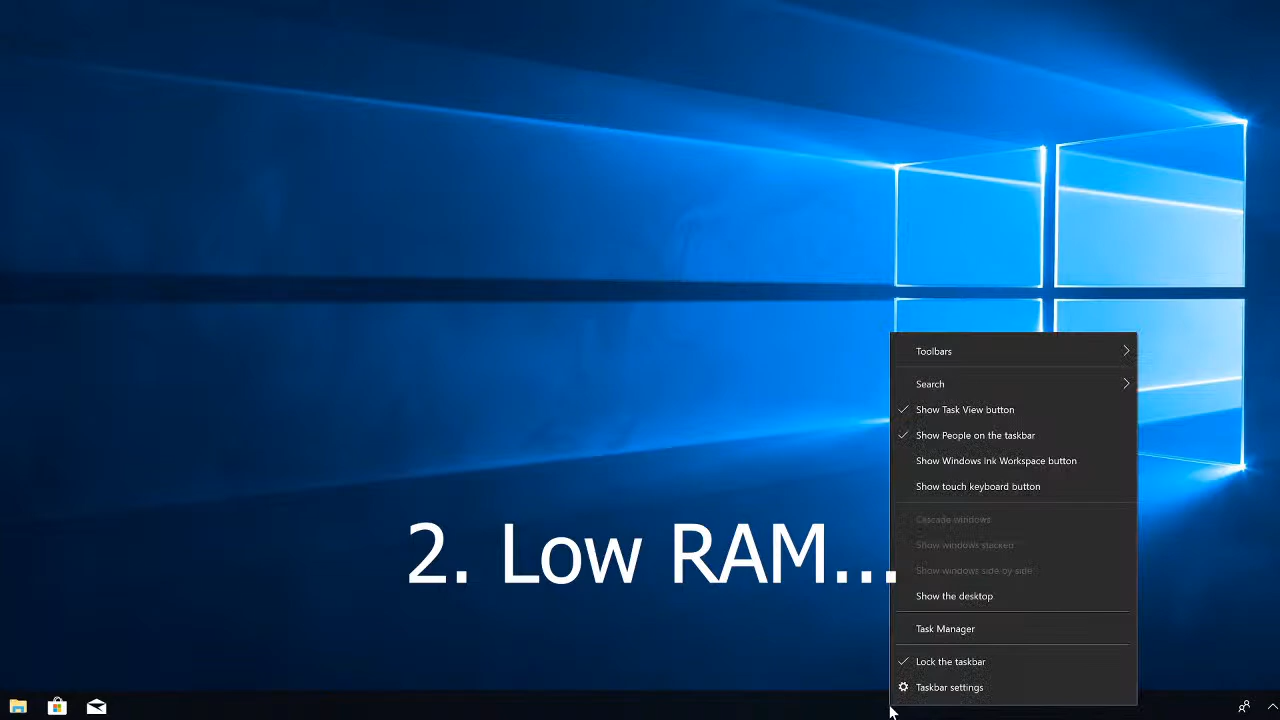 Toolbars
Search
Show Task View button
Show People on the taskbar
Show Windows Ink Workspace button
Show touch keyboard button
Cascade windows
Show windows stacked
Show windows side by side
Show the desktop
Task Manager
Lock the taskbar
Taskbar settings
2. Low RAM...